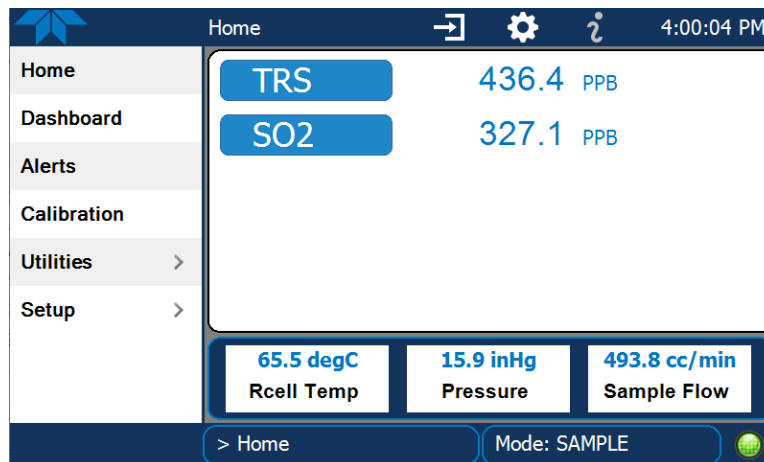 Home 4:00:04 PM
Home
Dashboard
Alerts
Calibration
Utilities >
Setup >
TRS 436.4 PPB
SO2 327.1 PPB
65.5 degC 15.9 inHg 493.8 cc/min
Rcell Temp Pressure Sample Flow
> Home Mode: SAMPLE